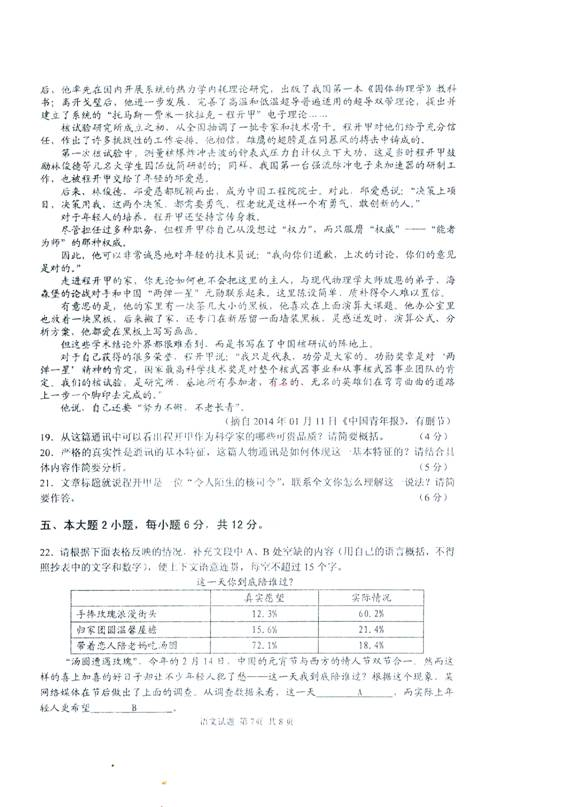 后，他率先在国内开展系统的热力学内耗理论研究，出版了我国第一本《固体物理学》教科
书；离开戈壁后，他进一步发展、完善了高温和低温超导普遍适用的超导双带理论，提出并
建立了系统的“托马斯—费米—狄拉克－程开甲”电子理论……
核试验研究所成立之初，从全国抽调了一批专家和技术骨干。程开甲对他们给予充分信
任，作出了许多挑战性的工作安排。他相信，雄鹰的翅膀是在同暴风的搏击中铸成的。
第一次核试验中，测量核爆炸冲击波的钟表式压力自计仪立下大功，这是当时程开甲鼓
励林俊德等几名大学生因陋就简研制的；同样，我国第一台强流脉冲电子束加速器的研制工
作，也被程开甲交给了年轻的邱爱慈。
后来，林俊德、邱爱慈都脱颖而出，成为中国工程院院士。对此，邱爱慈说：“决策上项
目，决策用我，这两个决策，都需要勇气，程老就是这样一个有勇气、敢创新的人。”
对于年轻人的培养，程开甲还坚持言传身教。
尽管担任过多种职务，但程开甲你自己从没想过“权力”，而只服膺“权威”——“能者
为师”的那种权威。
因此，他可以非常诚恳地对年轻的技术员说：“我向你们道歉，上次的讨论，你们的意见
是对的。”
走进程开甲的家，你无论如何也不会把这里的主人，与现代物理学大师玻恩的弟子，海
森堡的论战对手和中国“两弹一星”元勋联系起来。这里陈设简单，质朴得令人难以置信。
有意思的是，他的家里有一块茶几大小的黑板，他喜欢在上面演算大课题。他办公室里
也放着一块黑板，后来搬了家，还专门在新居留一面墙装黑板，灵感迸发时，演算公式、分
析方案，他都爱在黑板上写写画画。
但这些学术结论外界都很难看到，而是书写在了中国核研试的阵地上。
对于自己获得的很多荣誉，程开甲说：“我只是代表，功劳是大家的。功勋奖章是对‘两
弹一星’精神的肯定，国家最高科学技术奖是对整个核武器事业和从事核武器事业团队的肯
定。我们的核试验，是研究所、基地所有参加者，有名的、无名的英雄们在弯弯曲曲的道路
上一步一个脚印去完成的。”
他说，自己还要“努力不懈，不老长青”。
（摘自 2014 年 01 月 11 日《中国青年报》，有删节）
19．从这篇通讯中可以看出程开甲作为科学家的哪些可贵品质？请简要概括。（4 分）
20．严格的真实性是通讯的基本特征，这篇人物通讯是如何体现这一基本特征的？请结合具
体内容作简要分析。（5 分）
21．文章标题就说程开甲是一位“令人陌生的核司令”，联系全文你怎么理解这一说法？请简
要作答。（6 分）
五、本大题 2 小题，每小题 6 分，共 12 分。
22．请根据下面表格反映的情况，补充文段中 A、B 处空缺的内容（用自己的语言概括，不得
照抄表中的文字和数字），使上下文语意连贯，每空不超过 15 个字。
这一天你到底陪谁过？
真实愿望 实际情况
手捧玫瑰浪漫街头 12.3% 60.2%
归家团圆温馨屋檐 15.6% 21.4%
带着恋人陪老妈吃汤圆 72.1% 18.4%
“汤圆遭遇玫瑰”，今年的 2 月 14 日，中国的元宵节与西方的情人节双节合一，然而这
样的喜上加喜的好日子却让不少年轻人犯了愁——这一天我到底陪谁过？根据这个现象，某
网络媒体在节后做出了上面的调查。从调查数据来看，这一天____A____，而实际上年
轻人更希望____B____。
语文试题 第 7 页 共 8 页